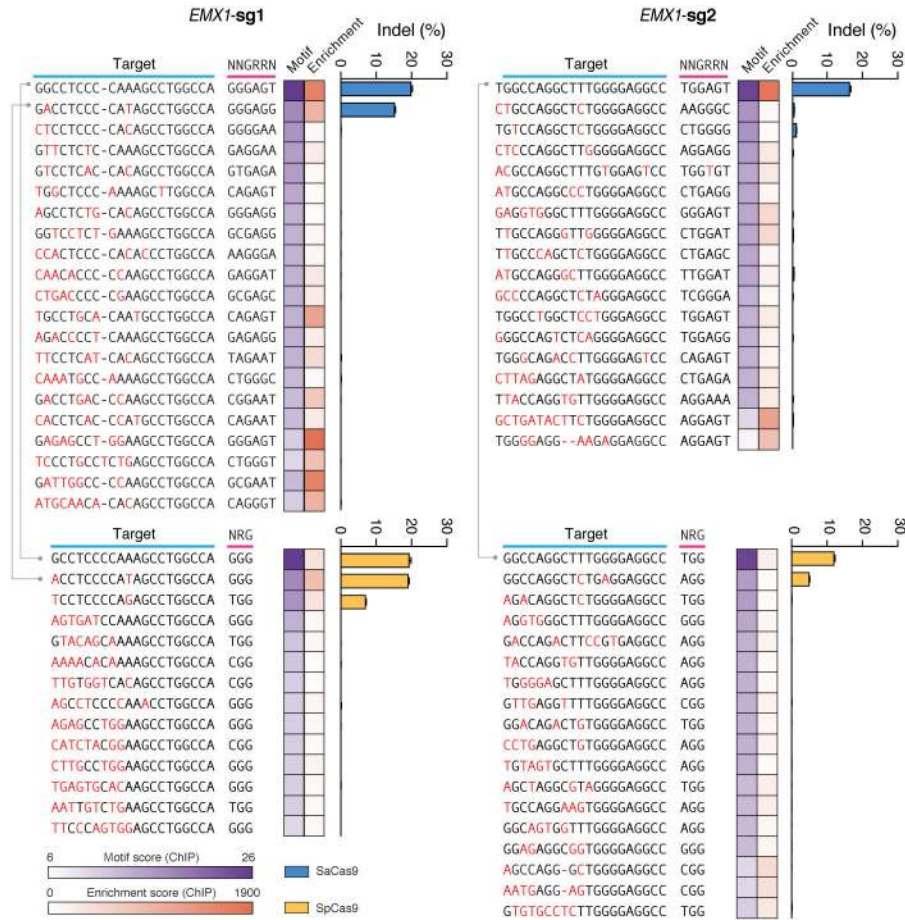 EMX1-sg1
Target NNGRRN Motif Enrichment Indel (%)
0 10 20 30
GGCCTCCC-CAAAGCCTGGCCA GGGAGT
GACCTCCC-CATAGCCTGGCCA GGGAGG
CTCCTCCC-CACAGCCTGGCCA GGGGAA
GTTCTCTC-CAAAGCCTGGCCA GAGGAA
GTCCTCAC-CACAGCCTGGCCA GTGAGA
TGGCTCCC-AAAAGCTTGGCCA CAGAGT
AGCCTCTG-CACAGCCTGGCCA GGGAGG
GGTCCTCT-GAAAGCCTGGCCA GCGAGG
CCACTCCC-CACACCCTGGCCA AAGGGA
CAACACCC-CCAAGCCTGGCCA GAGGAT
CTGACCCC-CGAAGCCTGGCCA GCGAGC
TGCCTGCA-CAATGCCTGGCCA CAGAGT
AGACCCCT-CAAAGCCTGGCCA GAGAGG
TTCCTCAT-CACAGCCTGGCCA TAGAAT
CAAATGCC-AAAAGCCTGGCCA CTGGGC
GACCTGAC-CCAAGCCTGGCCA CGGAAT
CACCTCAC-CCATGCCTGGCCA CAGAAT
GAGAGCCT-GGAAGCCTGGCCA GGGAGT
TCCCTGCCTCTGAGCCTGGCCA CTGGGT
GATTGGCC-CCAAGCCTGGCCA GCGAAT
ATGCAACA-CACAGCCTGGCCA CAGGGT
Target NRG
0 10 20 30
GCCTCCCCAAAGCCTGGCCA GGG
ACCTCCCCATAGCCTGGCCA GGG
TCCTCCCCAGAGCCTGGCCA TGG
AGTGATCCAAAGCCTGGCCA GGG
GTACAGCAAAAGCCTGGCCA TGG
AAAACACAAAAGCCTGGCCA CGG
TTGTGGTCACAGCCTGGCCA CGG
AGCCTCCCCAAACCTGGCCA GGG
AGAGCCTGGAAGCCTGGCCA GGG
CATCTACGGAAGCCTGGCCA CGG
CTTGCCTGGAAGCCTGGCCA GGG
TGAGTGCACAAGCCTGGCCA GGG
AATTGTCTGAAGCCTGGCCA TGG
TTCCCAGTGGAGCCTGGCCA GGG
6 Motif score (ChIP) 26
0 Enrichment score (ChIP) 1900
SaCas9
SpCas9
EMX1-sg2
Target NNGRRN Motif Enrichment Indel (%)
0 10 20 30
TGGCCAGGCTTTGGGGAGGCC TGGAGT
CTGCCAGGCTCTGGGGAGGCC AAGGGC
TGTCCAGGCTCTGGGGAGGCC CTGGGG
CTCCCAGGCTTGGGGGAGGCC AGGAGG
ACGCCAGGCTTTGTGGAGTCC TGGTGT
ATGCCAGGCCCTGGGGAGGCC CTGAGG
GAGGTGGGCTTTGGGGAGGCC GGGAGT
TTGCCAGGGTTGGGGGAGGCC CTGGAT
TTGCCCAGCTCTGGGGAGGCC CTGAGC
ATGCCAGGGCTTGGGGAGGCC TTGGAT
GCCCCAGGCTCTAGGGAGGCC TCGGGA
TGGCCTGGCTCCTGGGAGGCC TGGAGT
GGGCCAGTCTCAGGGGAGGCC TGGAGG
TGGGCAGACCTTGGGGAGTCC CAGAGT
CTTAGAGGCTATGGGGAGGCC CTGAGA
TTACCAGGTGTTGGGGAGGCC AGGAAA
GCTGATACTTCTGGGGAGGCC AGGAGT
TGGGGAGG--AAGAGGAGGCC AGGAGT
Target NRG
0 10 20 30
GGCCAGGCTTTGGGGAGGCC TGG
GGCCAGGCTCTGAGGAGGCC AGG
AGACAGGCTCTGGGGAGGCC TGG
AGGTGGGCTTTGGGGAGGCC GGG
GACCAGACTTCCGTGAGGCC AGG
TACCAGGTGTTGGGGAGGCC AGG
TGGGGAGCTTTGGGGAGGCC AGG
GTTGAGGTTTTGGGGAGGCC CGG
GGACAGACTGTGGGGAGGCC TGG
CCTGAGGCTGTGGGGAGGCC AGG
TGTAGTGCTTTGGGGAGGCC AGG
AGCTAGGCGTAGGGGAGGCC TGG
TGCCAGGAAGTGGGGAGGCC AGG
GGCAGTGGTTTGGGGAGGCC AGG
GGAGAGGCGGTGGGGAGGCC GGG
AGCCAGG-GCTGGGGAGGCC CGG
AATGAGG-AGTGGGGAGGCC CGG
GTGTGCCTCTTGGGGAGGCC TGG